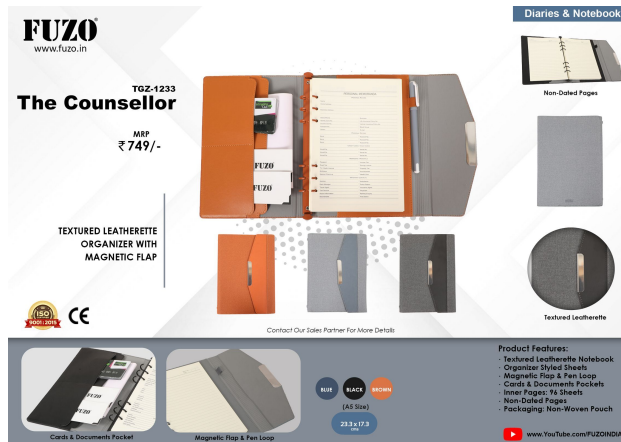 FUZO
www.fuzo.in
Diaries & Notebook
TGZ-1233
The Counsellor
MRP
₹749/-
TEXTURED LEATHERETTE
ORGANIZER WITH
MAGNETIC FLAP
FUZO
FUZO
Non-Dated Pages
Textured Leatherette
ISO
9001:2015
CE
Contact Our Sales Partner For More Details
Cards & Documents Pocket
Magnetic Flap & Pen Loop
BLUE
BLACK
BROWN
(A5 Size)
23.3 x 17.3
cms
Product Features:
· Textured Leatherette Notebook
· Organizer Styled Sheets
· Magnetic Flap & Pen Loop
· Cards & Documents Pockets
· Inner Pages: 96 Sheets
· Non-Dated Pages
· Packaging: Non-Woven Pouch
www.YouTube.com/FUZOINDIA